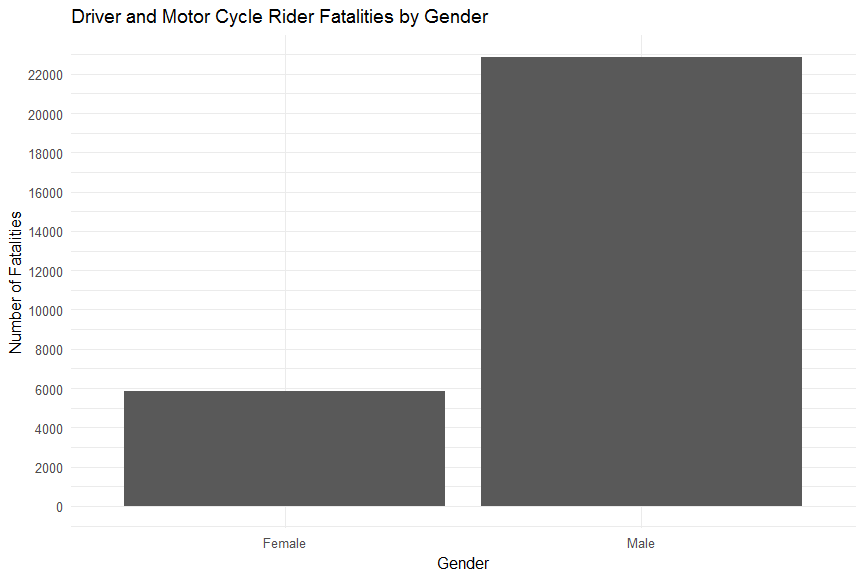 Driver and Motor Cycle Rider Fatalities by Gender
Number of Fatalities
22000
20000
18000
16000
14000
12000
10000
8000
6000
4000
2000
0
Female
Male
Gender